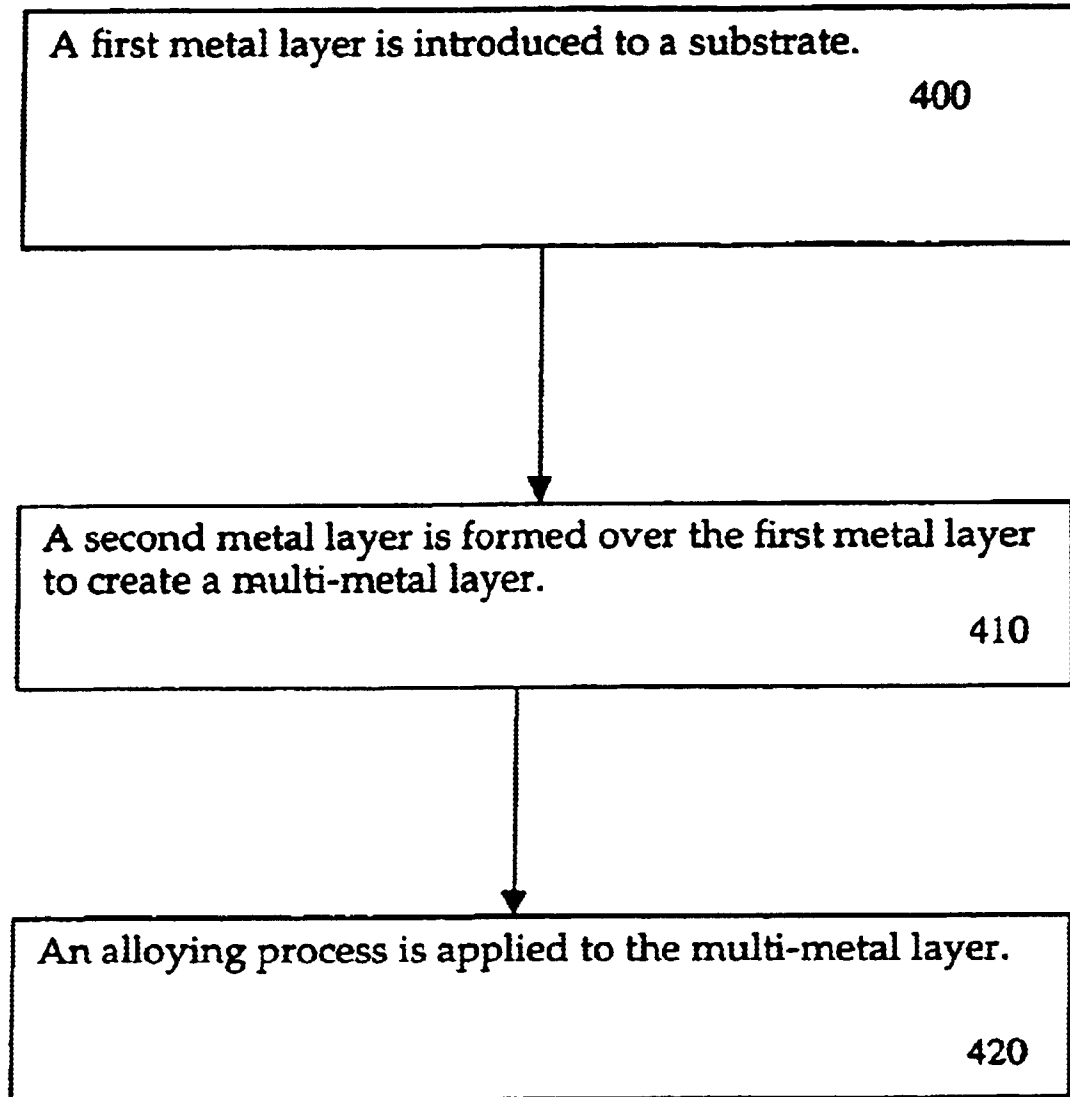 A first metal layer is introduced to a substrate.
400
A second metal layer is formed over the first metal layer
to create a multi-metal layer.
410
An alloying process is applied to the multi-metal layer.
420